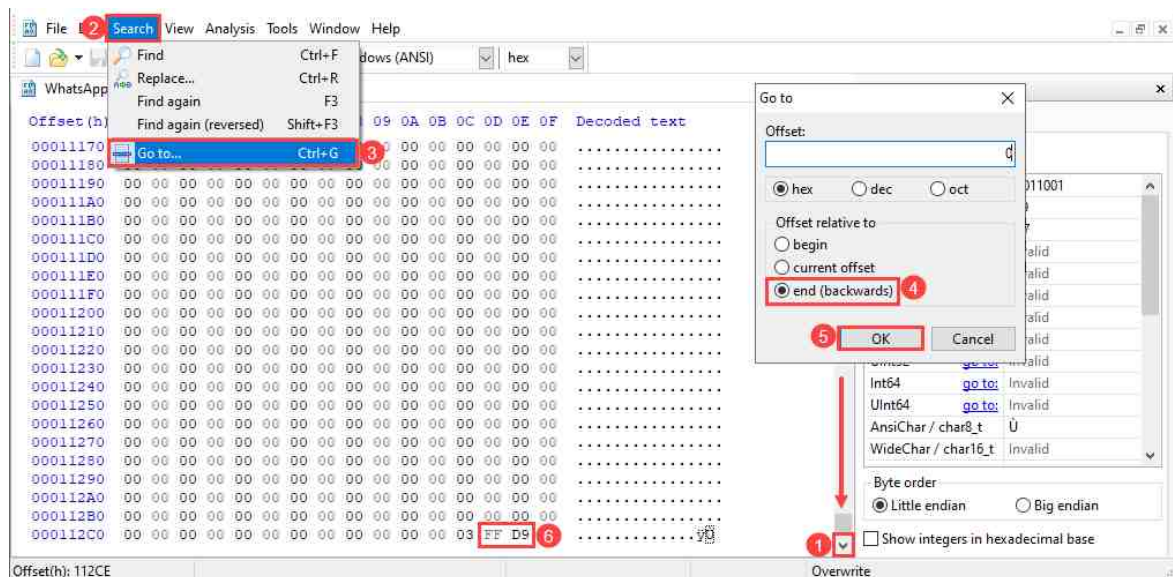 File 2 Search View Analysis Tools Window Help
Find Ctrl+F
dows (ANSI) hex
Replace... Ctrl+R
WhatsApp
Find again F3
Offset(h) 09 0A 0B 0C 0D 0E 0F Decoded text
Find again (reversed) Shift+F3
Go to... Ctrl+G 3
00011170 00 00 00 00 00 00 ................
00011180 00 00 00 00 00 00 ................
00011190 00 00 00 00 00 00 00 00 00 00 00 00 00 00 00 00 ................
000111A0 00 00 00 00 00 00 00 00 00 00 00 00 00 00 00 00 ................
000111B0 00 00 00 00 00 00 00 00 00 00 00 00 00 00 00 00 ................
000111C0 00 00 00 00 00 00 00 00 00 00 00 00 00 00 00 00 ................
000111D0 00 00 00 00 00 00 00 00 00 00 00 00 00 00 00 00 ................
000111E0 00 00 00 00 00 00 00 00 00 00 00 00 00 00 00 00 ................
000111F0 00 00 00 00 00 00 00 00 00 00 00 00 00 00 00 00 ................
00011200 00 00 00 00 00 00 00 00 00 00 00 00 00 00 00 00 ................
00011210 00 00 00 00 00 00 00 00 00 00 00 00 00 00 00 00 ................
00011220 00 00 00 00 00 00 00 00 00 00 00 00 00 00 00 00 ................
00011230 00 00 00 00 00 00 00 00 00 00 00 00 00 00 00 00 ................
00011240 00 00 00 00 00 00 00 00 00 00 00 00 00 00 00 00 ................
00011250 00 00 00 00 00 00 00 00 00 00 00 00 00 00 00 00 ................
00011260 00 00 00 00 00 00 00 00 00 00 00 00 00 00 00 00 ................
00011270 00 00 00 00 00 00 00 00 00 00 00 00 00 00 00 00 ................
00011280 00 00 00 00 00 00 00 00 00 00 00 00 00 00 00 00 ................
00011290 00 00 00 00 00 00 00 00 00 00 00 00 00 00 00 00 ................
000112A0 00 00 00 00 00 00 00 00 00 00 00 00 00 00 00 00 ................
000112B0 00 00 00 00 00 00 00 00 00 00 00 00 00 00 00 00 ................
000112C0 00 00 00 00 00 00 00 00 00 00 00 00 03 FF D9 6 .............ÿÙ
Go to
Offset:
0
hex dec oct
Offset relative to
begin
current offset
end (backwards) 4
5 OK Cancel
011001
alid
alid
alid
alid
alid
go to: Invalid
Int64 go to: Invalid
UInt64 go to: Invalid
AnsiChar / char8_t Ù
WideChar / char16_t Invalid
Byte order
Little endian Big endian
1 Show integers in hexadecimal base
Offset(h): 112CE Overwrite